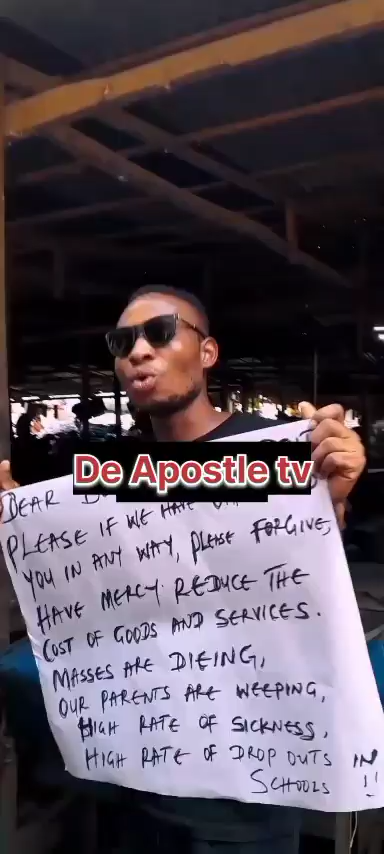 De Apostle tv
DEAR
PLEASE IF WE HAVE
YOU IN ANY WAY, PLEASE FORGIVE,
HAVE MERCY. REDUCE THE
COST OF GOODS AND SERVICES.
MASSES ARE DIEING,
OUR PARENTS ARE WEEPING,
HIGH RATE OF SICKNESS,
HIGH RATE OF DROP OUTS IN
SCHOOLS !!